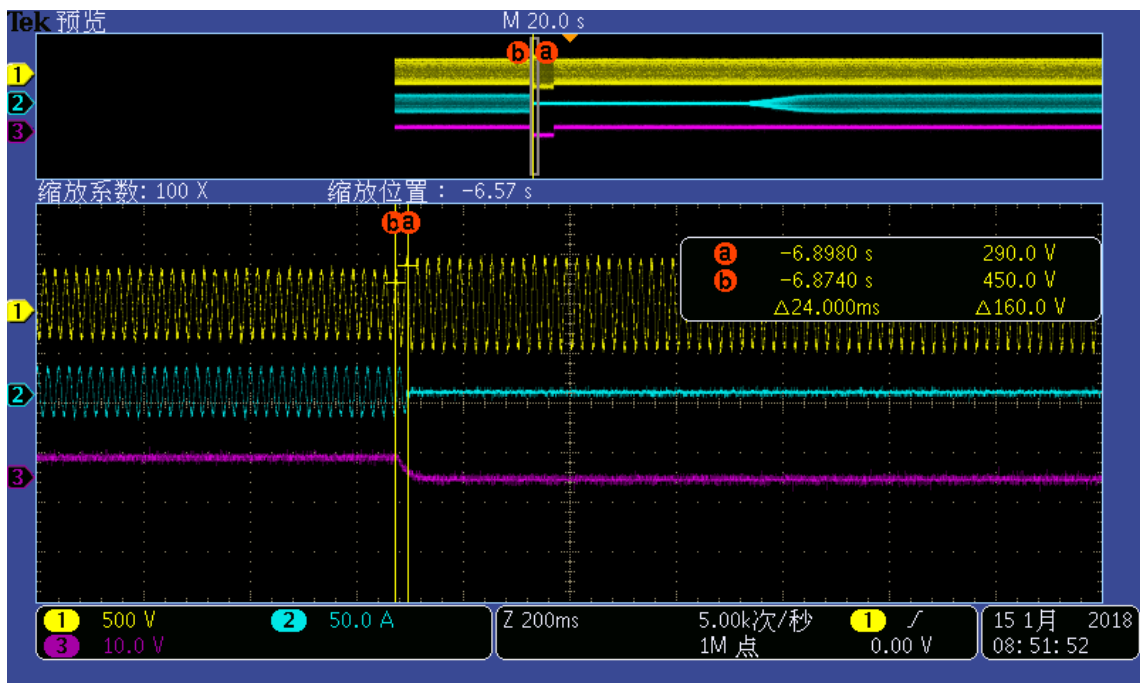 Tek 预览 M 20.0 s
b a
1
2
3
缩放系数: 100 X 缩放位置: -6.57 s
b a
a -6.8980 s 290.0 V
b -6.8740 s 450.0 V
△24.000ms △160.0 V
1
2
3
1 500 V 2 50.0 A Z 200ms 5.00k次/秒 1 15 1月 2018
3 10.0 V 1M 点 0.00 V 08:51:52